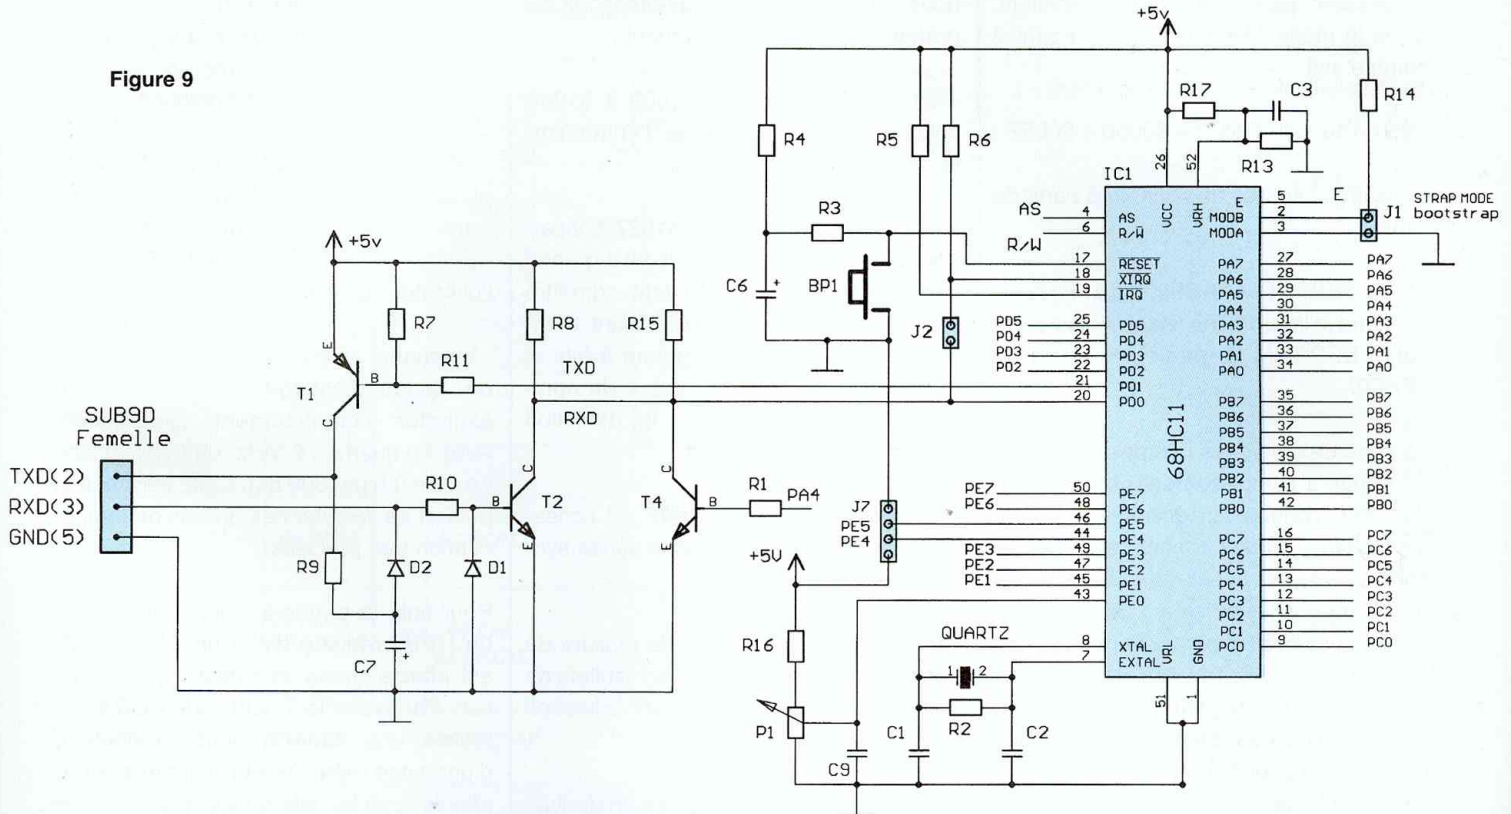 Figure 9
+5v
R17
C3
R14
R4
R5
R6
R13
26
52
IC1
E
STRAP MODE
J1
bootstrap
AS
4
AS
VCC
VRH
E
5
R/W
6
R/W
MODB
2
MODA
3
R3
+5v
17
RESET
18
XIRQ
19
IRQ
C6
+
BP1
J2
PA7
27
PA7
PA6
28
PA6
PA5
29
PA5
PA4
30
PA4
PA3
31
PA3
PA2
32
PA2
PA1
33
PA1
PA0
34
PA0
PD5
25
PD5
PD4
24
PD4
PD3
23
PD3
PD2
22
PD2
21
PD1
20
PD0
R7
R8
R15
E
R11
TXD
T1
B
RXD
C
68HC11
PB7
35
PB7
PB6
36
PB6
PB5
37
PB5
PB4
38
PB4
PB3
39
PB3
PB2
40
PB2
PB1
41
PB1
PB0
42
PB0
SUB9D
Femelle
TXD(2)
RXD(3)
GND(5)
R10
B
C
T2
E
C
T4
B
E
R1
PA4
J7
PE5
PE4
PE7
50
PE7
PE6
48
PE6
46
PE5
44
PE4
PE3
49
PE3
PE2
47
PE2
PE1
45
PE1
43
PE0
PC7
16
PC7
PC6
15
PC6
PC5
14
PC5
PC4
13
PC4
PC3
12
PC3
PC2
11
PC2
PC1
10
PC1
PC0
9
PC0
R9
D2
D1
C7
+
+5U
R16
P1
C9
QUARTZ
1
2
C1
R2
C2
8
XTAL
7
EXTAL
VRL
GND
51
1